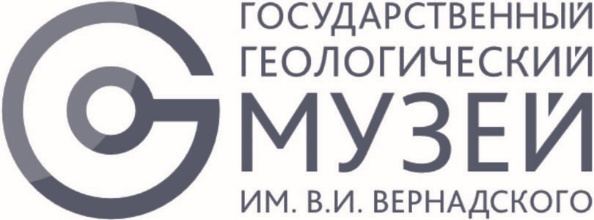 ГОСУДАРСТВЕННЫЙ
ГЕОЛОГИЧЕСКИЙ
МУЗЕЙ
ИМ. В.И. ВЕРНАДСКОГО